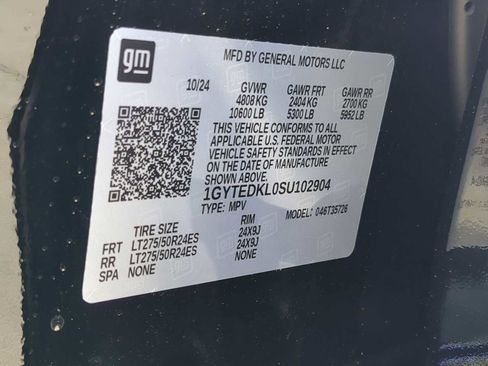 gm
MFD BY GENERAL MOTORS LLC
10/24 GVWR GAWR FRT GAWR RR
4808 KG 2404 KG 2700 KG
10600 LB 5300 LB 5952 LB
THIS VEHICLE CONFORMS TO ALL
APPLICABLE U.S. FEDERAL MOTOR
VEHICLE SAFETY STANDARDS IN EFFECT
ON THE DATE OF MANUFACTURE SHOWN ABOVE.
1GYTEDKL0SU102904
TYPE: MPV MODEL: 046T35726
TIRE SIZE RIM
FRT LT275/50R24ES 24X9J
RR LT275/50R24ES 24X9J
SPA NONE NONE